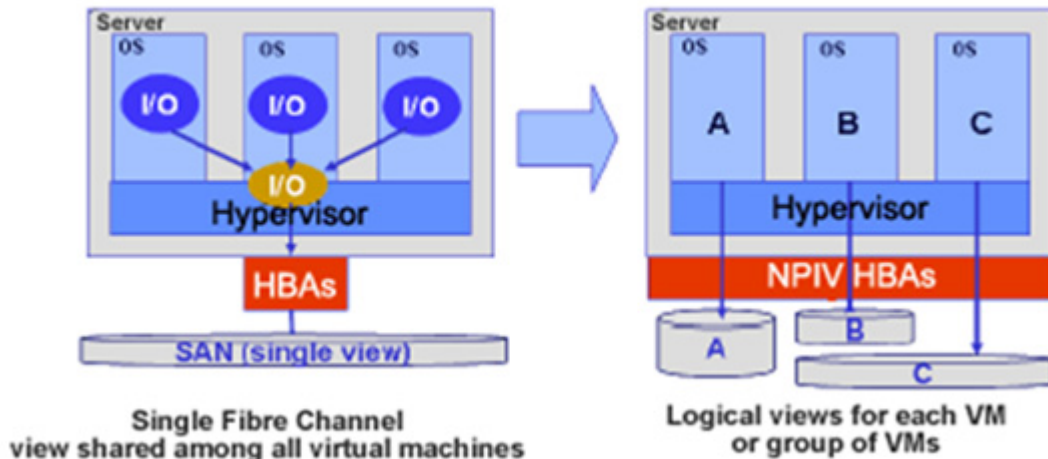 Server
OS OS OS
I/O I/O I/O
I/O
Hypervisor
HBAs
SAN (single view)
Single Fibre Channel
view shared among all virtual machines
Server
OS OS OS
A B C
Hypervisor
NPIV HBAs
A
B
C
Logical views for each VM
or group of VMs